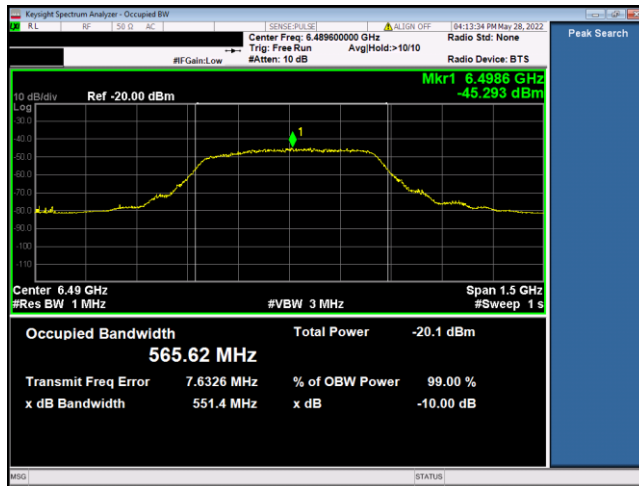 Keysight Spectrum Analyzer - Occupied BW
RL RF 50 Ω AC SENSE:PULSE ALIGN OFF 04:13:34 PM May 28, 2022
Center Freq: 6.489600000 GHz Radio Std: None
Trig: Free Run Avg|Hold:>10/10
#IFGain:Low #Atten: 10 dB Radio Device: BTS
Peak Search
Mkr1 6.4986 GHz
-45.293 dBm
10 dB/div Ref -20.00 dBm
Log
-30.0
-40.0
-50.0
-60.0
-70.0
-80.0
-90.0
-100
-110
1
Center 6.49 GHz Span 1.5 GHz
#Res BW 1 MHz #VBW 3 MHz #Sweep 1 s
Occupied Bandwidth Total Power -20.1 dBm
565.62 MHz
Transmit Freq Error 7.6326 MHz % of OBW Power 99.00 %
x dB Bandwidth 551.4 MHz x dB -10.00 dB
MSG STATUS